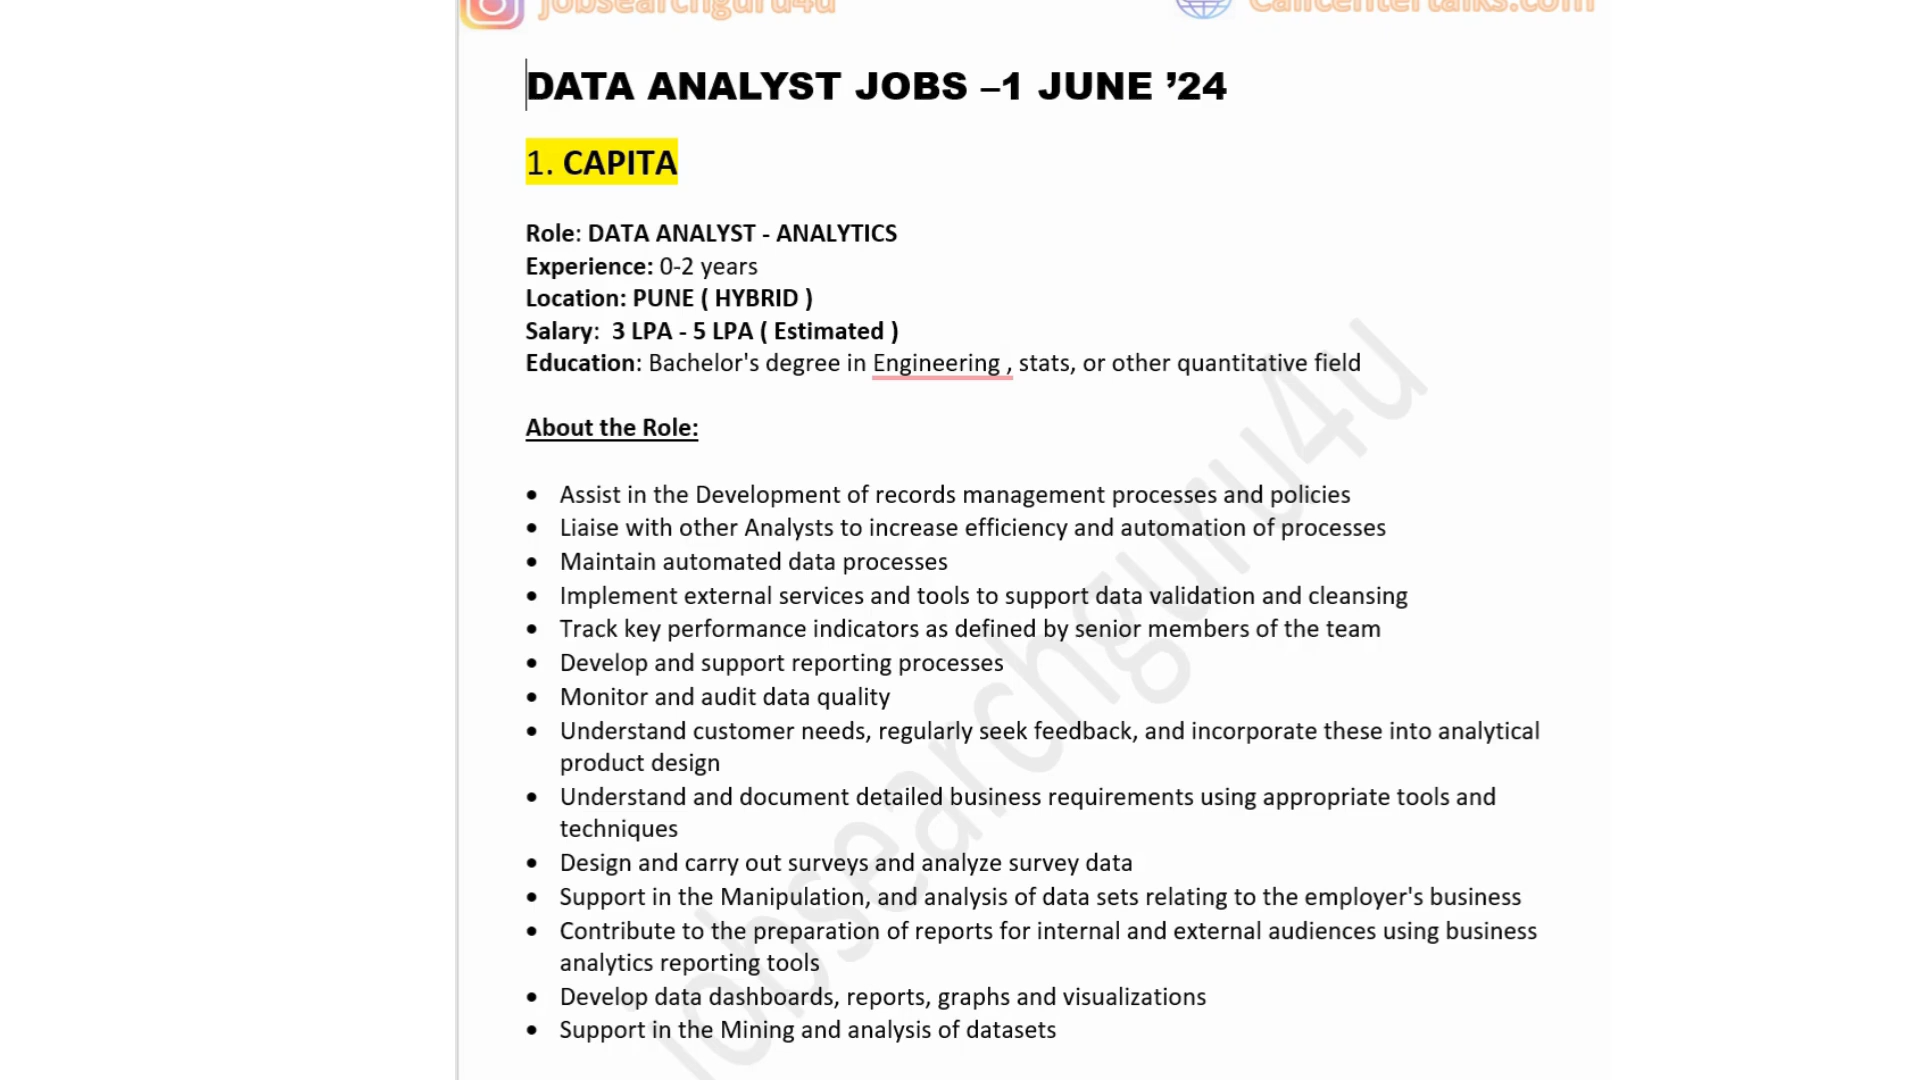 jobsearchguru4u
Callcentertalks.com
DATA ANALYST JOBS –1 JUNE ’24
1. CAPITA
Role: DATA ANALYST - ANALYTICS
Experience: 0-2 years
Location: PUNE ( HYBRID )
Salary:  3 LPA - 5 LPA ( Estimated )
Education: Bachelor's degree in Engineering , stats, or other quantitative field
About the Role:
• Assist in the Development of records management processes and policies
• Liaise with other Analysts to increase efficiency and automation of processes
• Maintain automated data processes
• Implement external services and tools to support data validation and cleansing
• Track key performance indicators as defined by senior members of the team
• Develop and support reporting processes
• Monitor and audit data quality
• Understand customer needs, regularly seek feedback, and incorporate these into analytical
product design
• Understand and document detailed business requirements using appropriate tools and
techniques
• Design and carry out surveys and analyze survey data
• Support in the Manipulation, and analysis of data sets relating to the employer's business
• Contribute to the preparation of reports for internal and external audiences using business
analytics reporting tools
• Develop data dashboards, reports, graphs and visualizations
• Support in the Mining and analysis of datasets
jobsearchguru4u